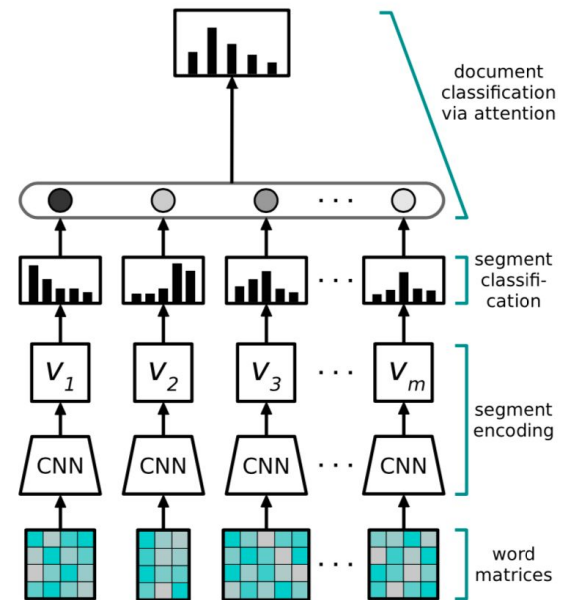 document
classification
via attention
. . .
segment
classifi-
cation
. . .
v1 v2 v3 . . . vm
segment
encoding
CNN CNN CNN . . . CNN
word
matrices
. . .